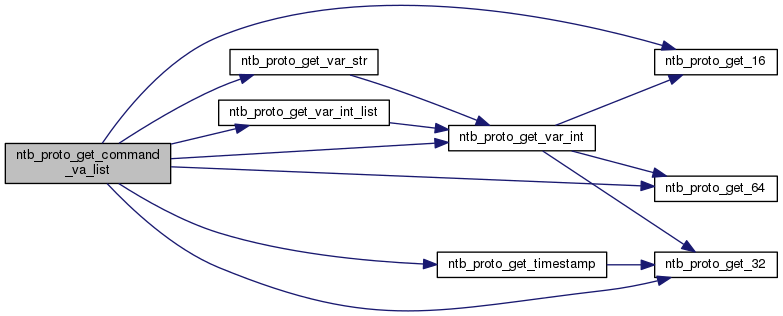 ntb_proto_get_command
_va_list
ntb_proto_get_var_str
ntb_proto_get_var_int_list
ntb_proto_get_var_int
ntb_proto_get_timestamp
ntb_proto_get_16
ntb_proto_get_64
ntb_proto_get_32